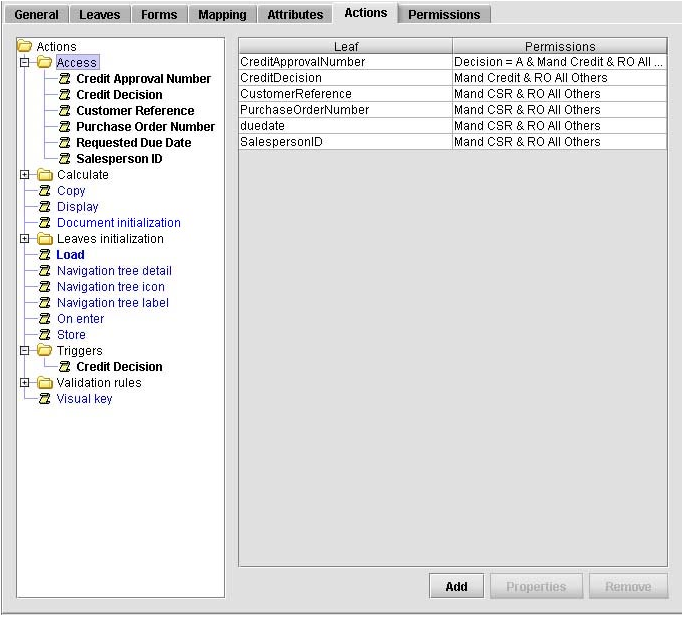 General Leaves Forms Mapping Attributes Actions Permissions
Actions
Access
Credit Approval Number
Credit Decision
Customer Reference
Purchase Order Number
Requested Due Date
Salesperson ID
Calculate
Copy
Display
Document initialization
Leaves initialization
Load
Navigation tree detail
Navigation tree icon
Navigation tree label
On enter
Store
Triggers
Credit Decision
Validation rules
Visual key
Leaf Permissions
CreditApprovalNumber Decision = A & Mand Credit & RO All ...
CreditDecision Mand Credit & RO All Others
CustomerReference Mand CSR & RO All Others
PurchaseOrderNumber Mand CSR & RO All Others
duedate Mand CSR & RO All Others
SalespersonID Mand CSR & RO All Others
Add Properties Remove